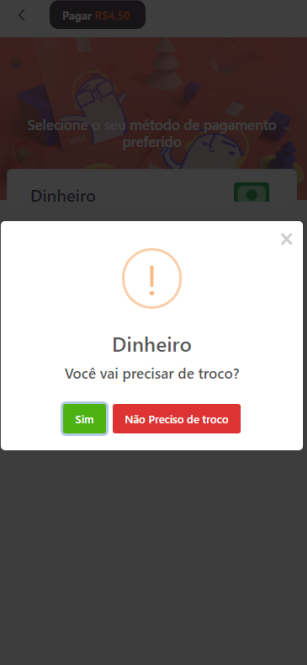 Pagar R$4.50
Selecione o seu método de pagamento
preferido
Dinheiro
×
!
Dinheiro
Você vai precisar de troco?
Sim
Não Preciso de troco